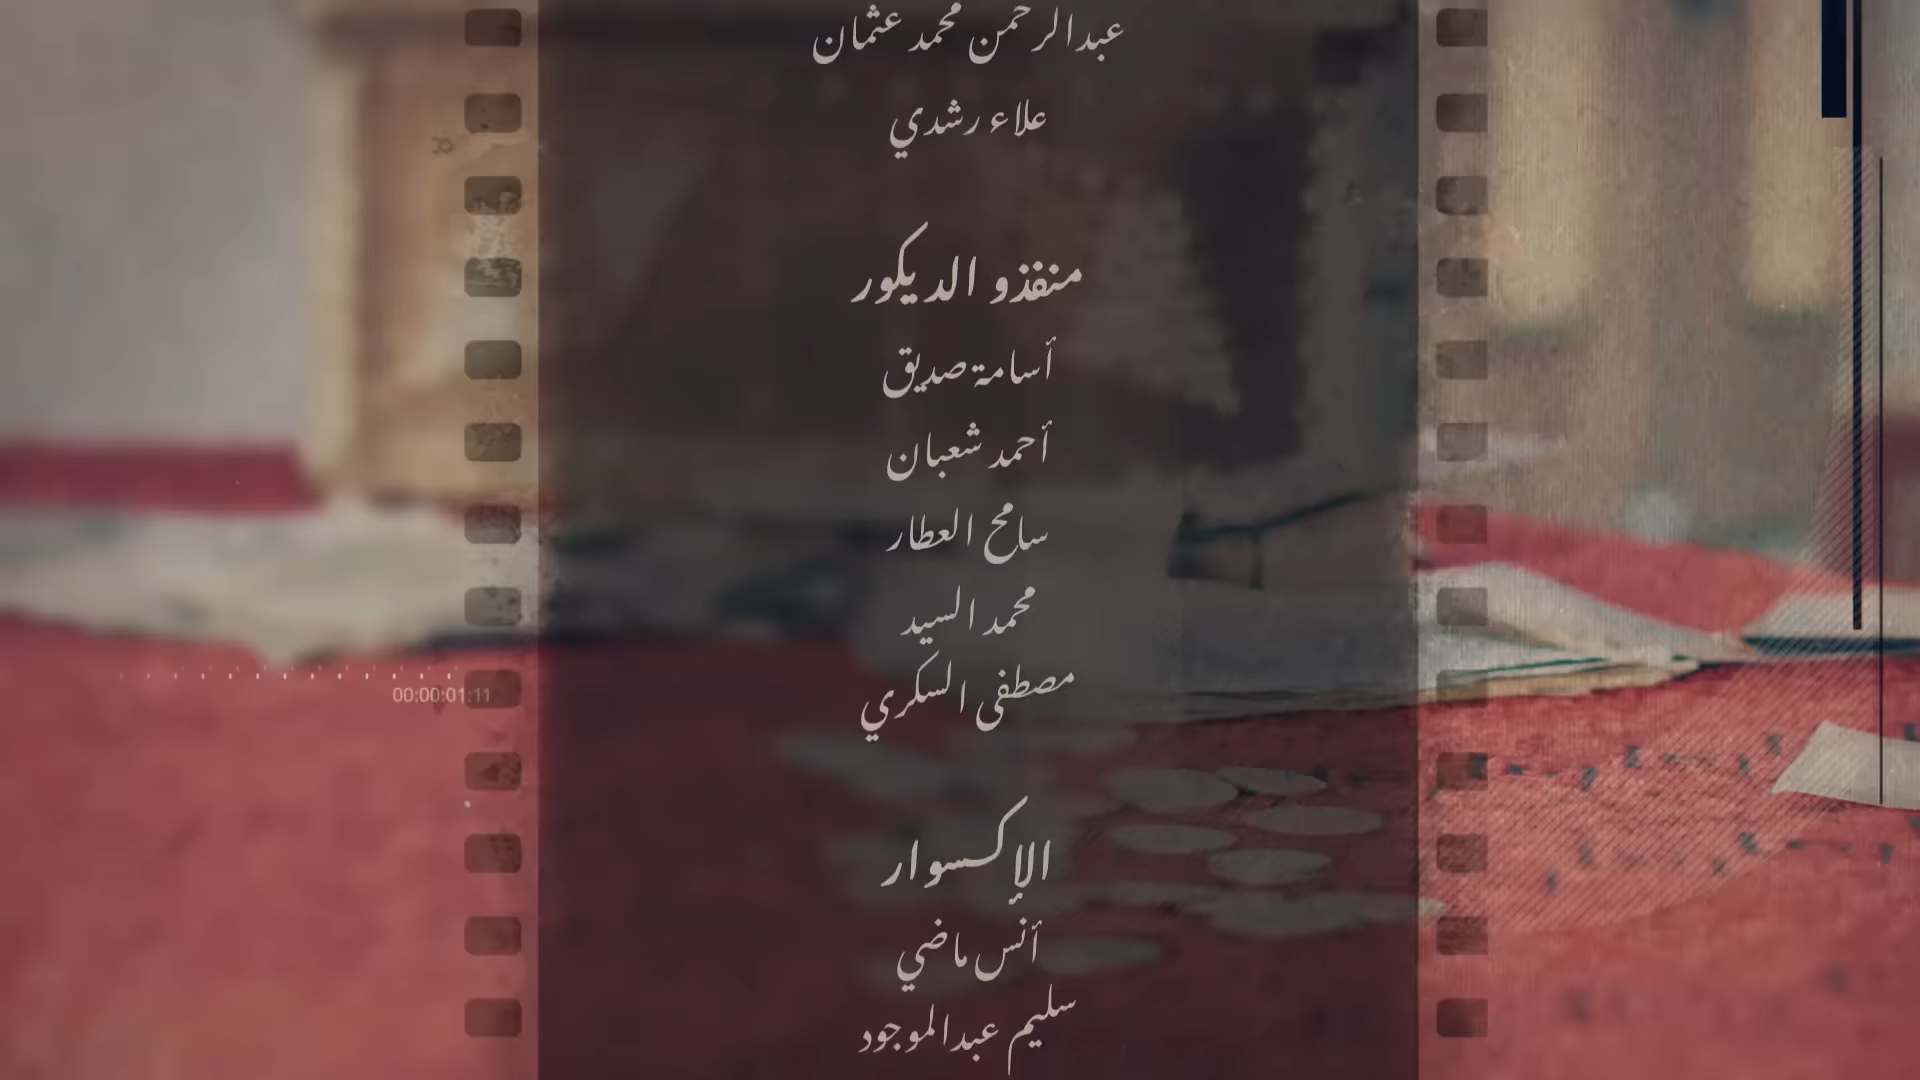 عبدالرحمن محمد عثمان
علاء رشدي
منفذو الديكور
أسامة صديق
أحمد شعبان
سامح العطار
محمد السيد
مصطفى السكري
00:00:01:11
الإكسوار
أنس ماضي
سليم عبدالموجود